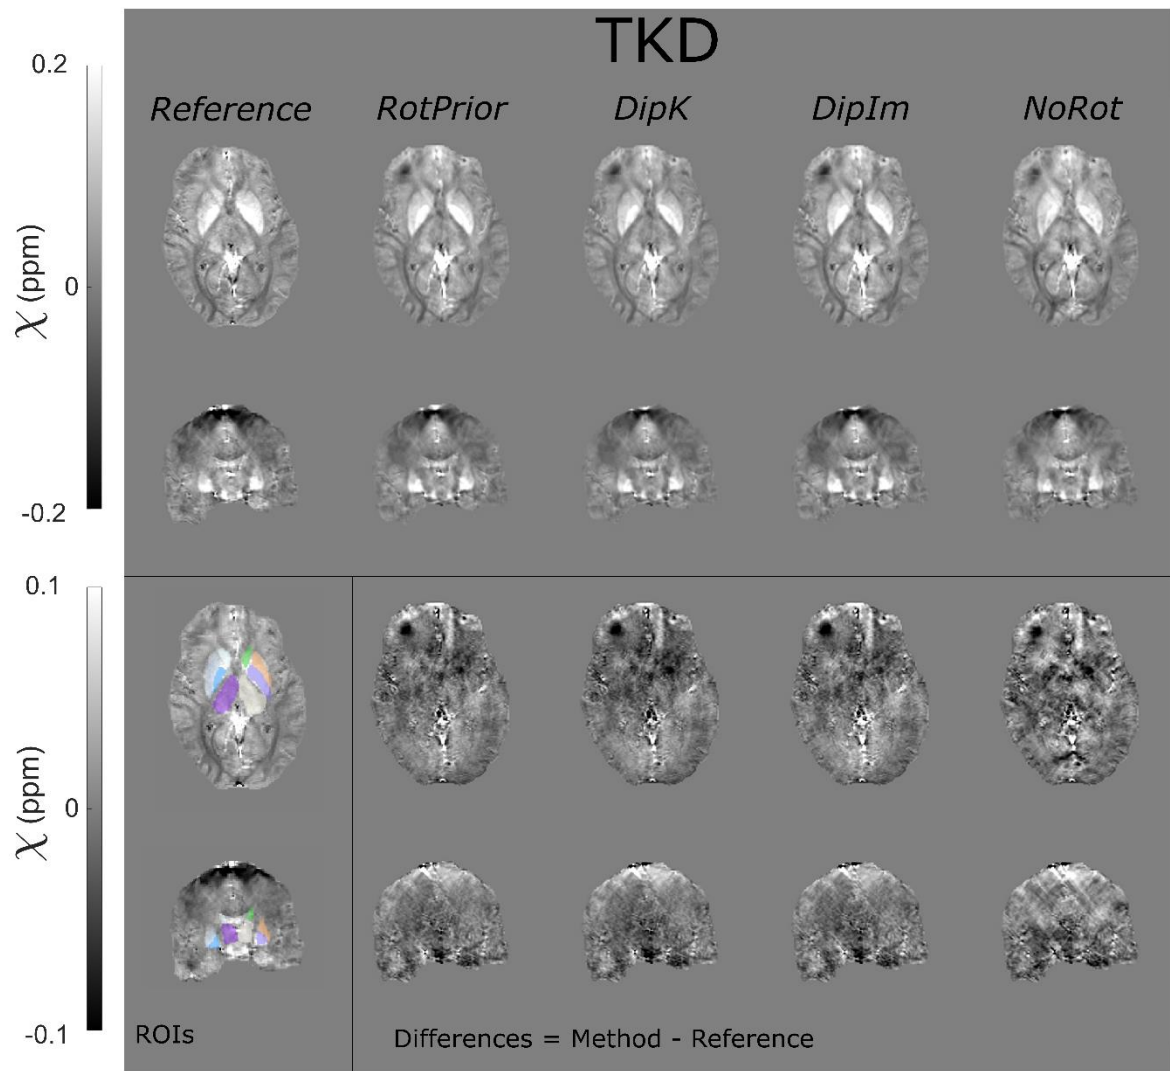 TKD
Reference RotPrior DipK DipIm NoRot
0.2
χ (ppm)
0
-0.2
0.1
χ (ppm)
0
-0.1
ROIs
Differences = Method - Reference